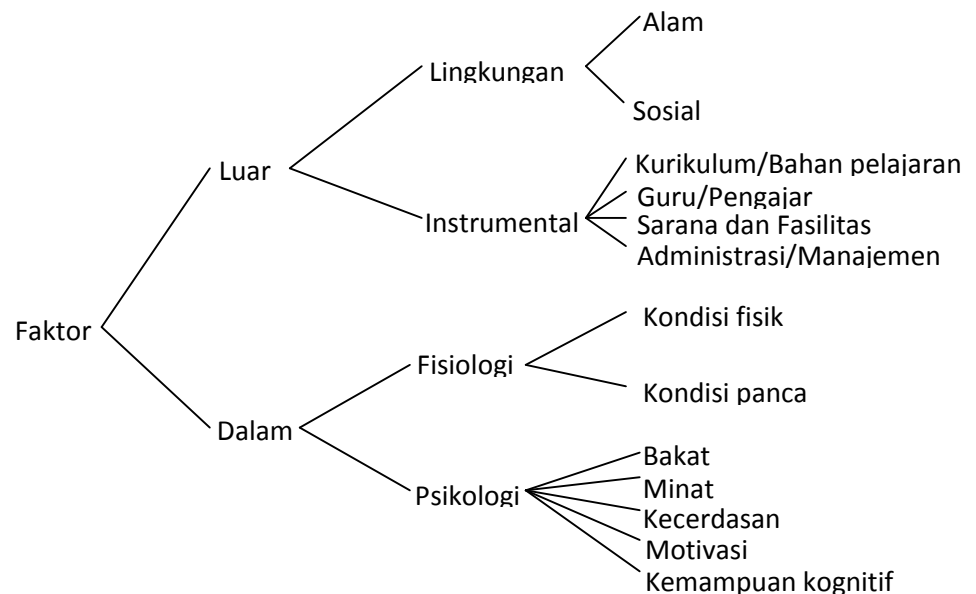 Alam
Lingkungan
Sosial
Luar
Kurikulum/Bahan pelajaran
Guru/Pengajar
Instrumental
Sarana dan Fasilitas
Administrasi/Manajemen
Faktor
Kondisi fisik
Fisiologi
Kondisi panca
Dalam
Bakat
Psikologi
Minat
Kecerdasan
Motivasi
Kemampuan kognitif